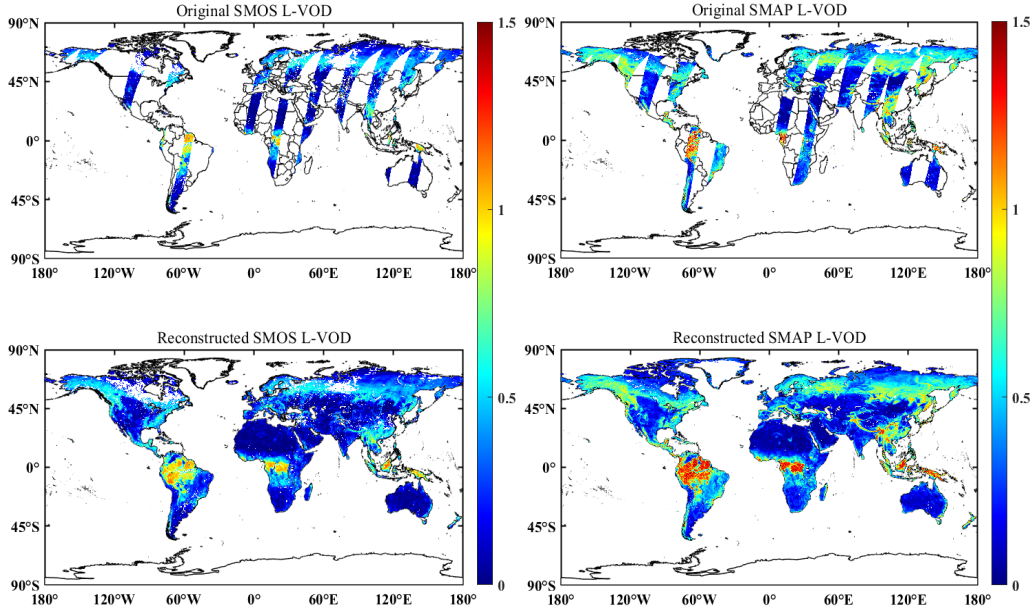 Original SMOS L-VOD
90°N
45°N
0°
45°S
90°S
180°
120°W
60°W
0°
60°E
120°E
180°
1.5
1
0.5
0
Original SMAP L-VOD
90°N
45°N
0°
45°S
90°S
180°
120°W
60°W
0°
60°E
120°E
180°
1.5
1
0.5
0
Reconstructed SMOS L-VOD
90°N
45°N
0°
45°S
90°S
180°
120°W
60°W
0°
60°E
120°E
180°
Reconstructed SMAP L-VOD
90°N
45°N
0°
45°S
90°S
180°
120°W
60°W
0°
60°E
120°E
180°